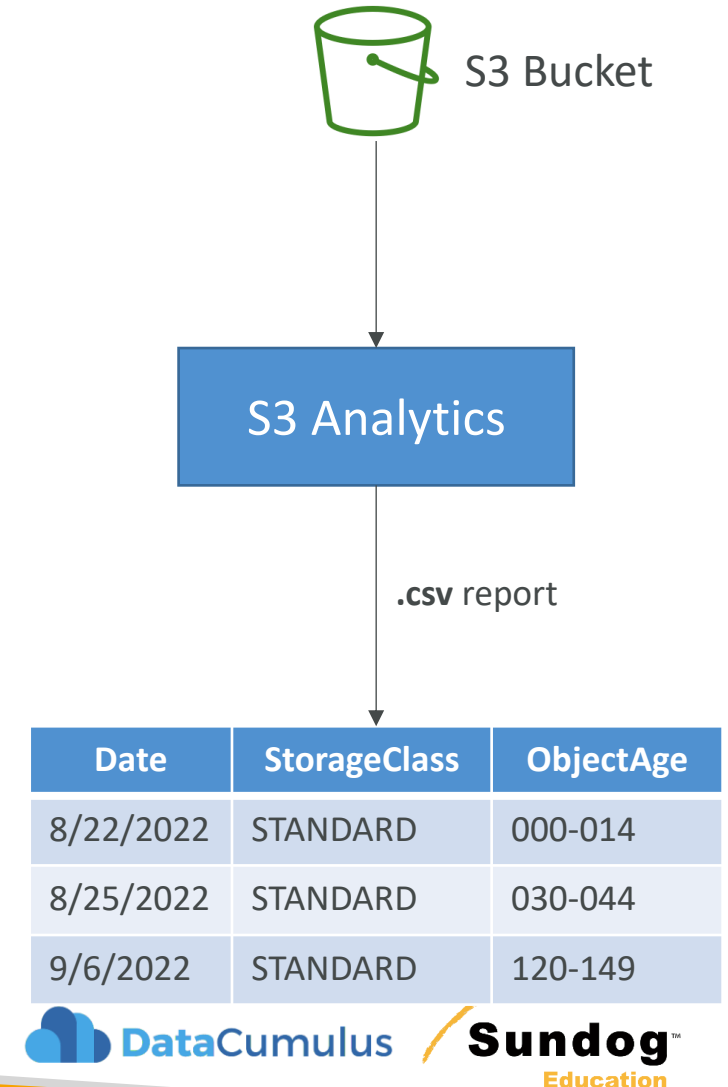 S3 Bucket
S3 Analytics
.csv report
Date StorageClass ObjectAge
8/22/2022 STANDARD 000-014
8/25/2022 STANDARD 030-044
9/6/2022 STANDARD 120-149
DataCumulus Sundog™
Education